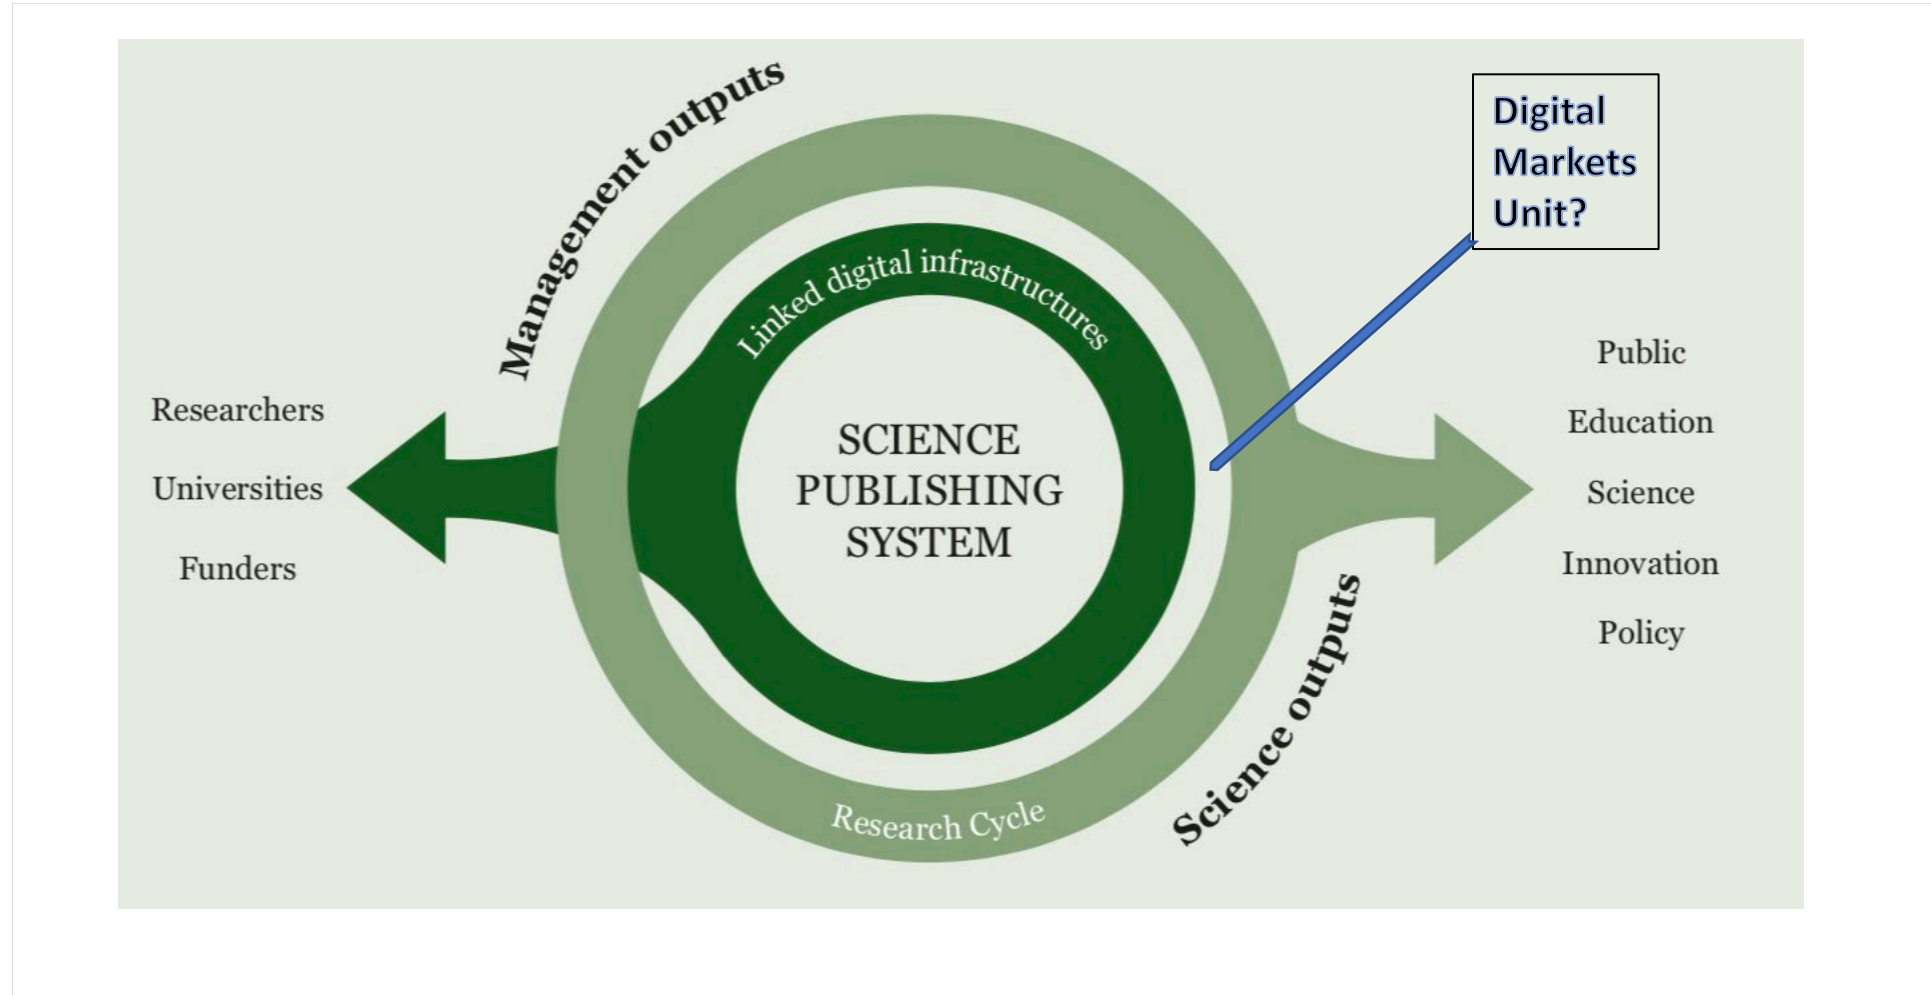 Management outputs
Digital
Markets
Unit?
Linked digital infrastructures
Researchers
Universities
Funders
SCIENCE
PUBLISHING
SYSTEM
Public
Education
Science
Innovation
Policy
Science outputs
Research Cycle